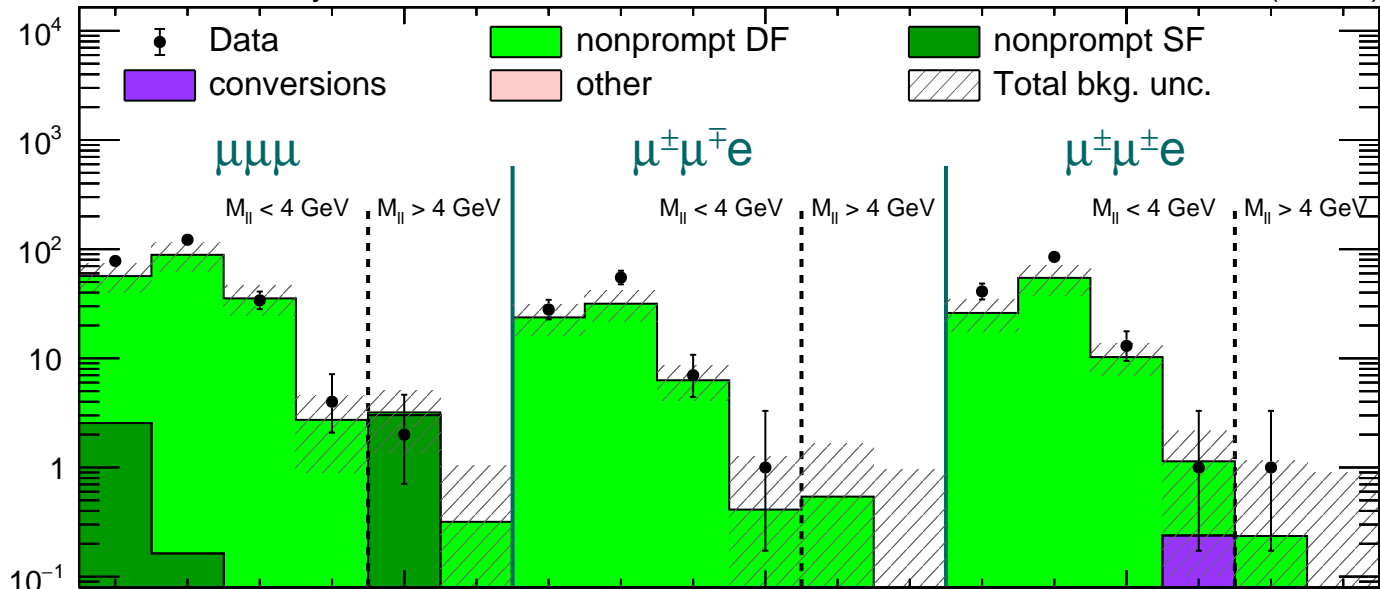 Data nonprompt DF nonprompt SF
conversions other Total bkg. unc.
μμμ μ±μ∓e μ±μ±e
M_ll < 4 GeV M_ll > 4 GeV M_ll < 4 GeV M_ll > 4 GeV M_ll < 4 GeV M_ll > 4 GeV
10⁴
10³
10²
10
1
10⁻¹